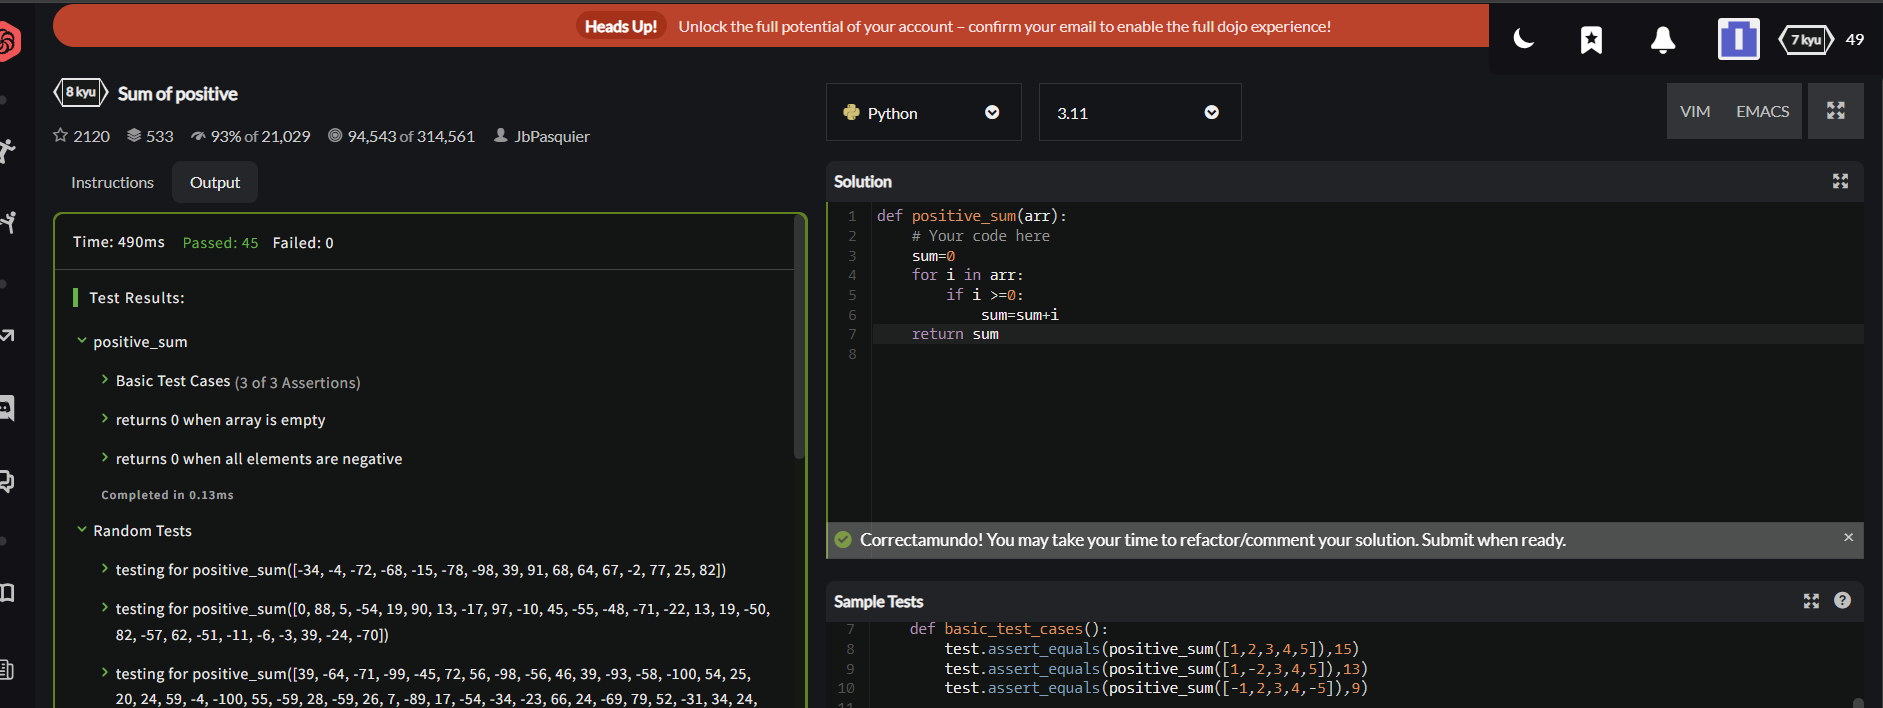 Heads Up! Unlock the full potential of your account – confirm your email to enable the full dojo experience!
7 kyu 49
8 kyu Sum of positive
2120 533 93% of 21,029 94,543 of 314,561 JbPasquier
Python 3.11 VIM EMACS
Instructions Output
Time: 490ms Passed: 45 Failed: 0
Test Results:
positive_sum
Basic Test Cases (3 of 3 Assertions)
returns 0 when array is empty
returns 0 when all elements are negative
Completed in 0.13ms
Random Tests
testing for positive_sum([-34, -4, -72, -68, -15, -78, -98, 39, 91, 68, 64, 67, -2, 77, 25, 82])
testing for positive_sum([0, 88, 5, -54, 19, 90, 13, -17, 97, -10, 45, -55, -48, -71, -22, 13, 19, -50,
82, -57, 62, -51, -11, -6, -3, 39, -24, -70])
testing for positive_sum([39, -64, -71, -99, -45, 72, 56, -98, -56, 46, 39, -93, -58, -100, 54, 25,
20, 24, 59, -4, -100, 55, -59, 28, -59, 26, 7, -89, 17, -54, -34, -23, 66, 24, -69, 79, 52, -31, 34, 24,
Solution
1 def positive_sum(arr):
2 # Your code here
3 sum=0
4 for i in arr:
5 if i >=0:
6 sum=sum+i
7 return sum
8
Correctamundo! You may take your time to refactor/comment your solution. Submit when ready.
Sample Tests
7 def basic_test_cases():
8 test.assert_equals(positive_sum([1,2,3,4,5]),15)
9 test.assert_equals(positive_sum([1,-2,3,4,5]),13)
10 test.assert_equals(positive_sum([-1,2,3,4,-5]),9)
11